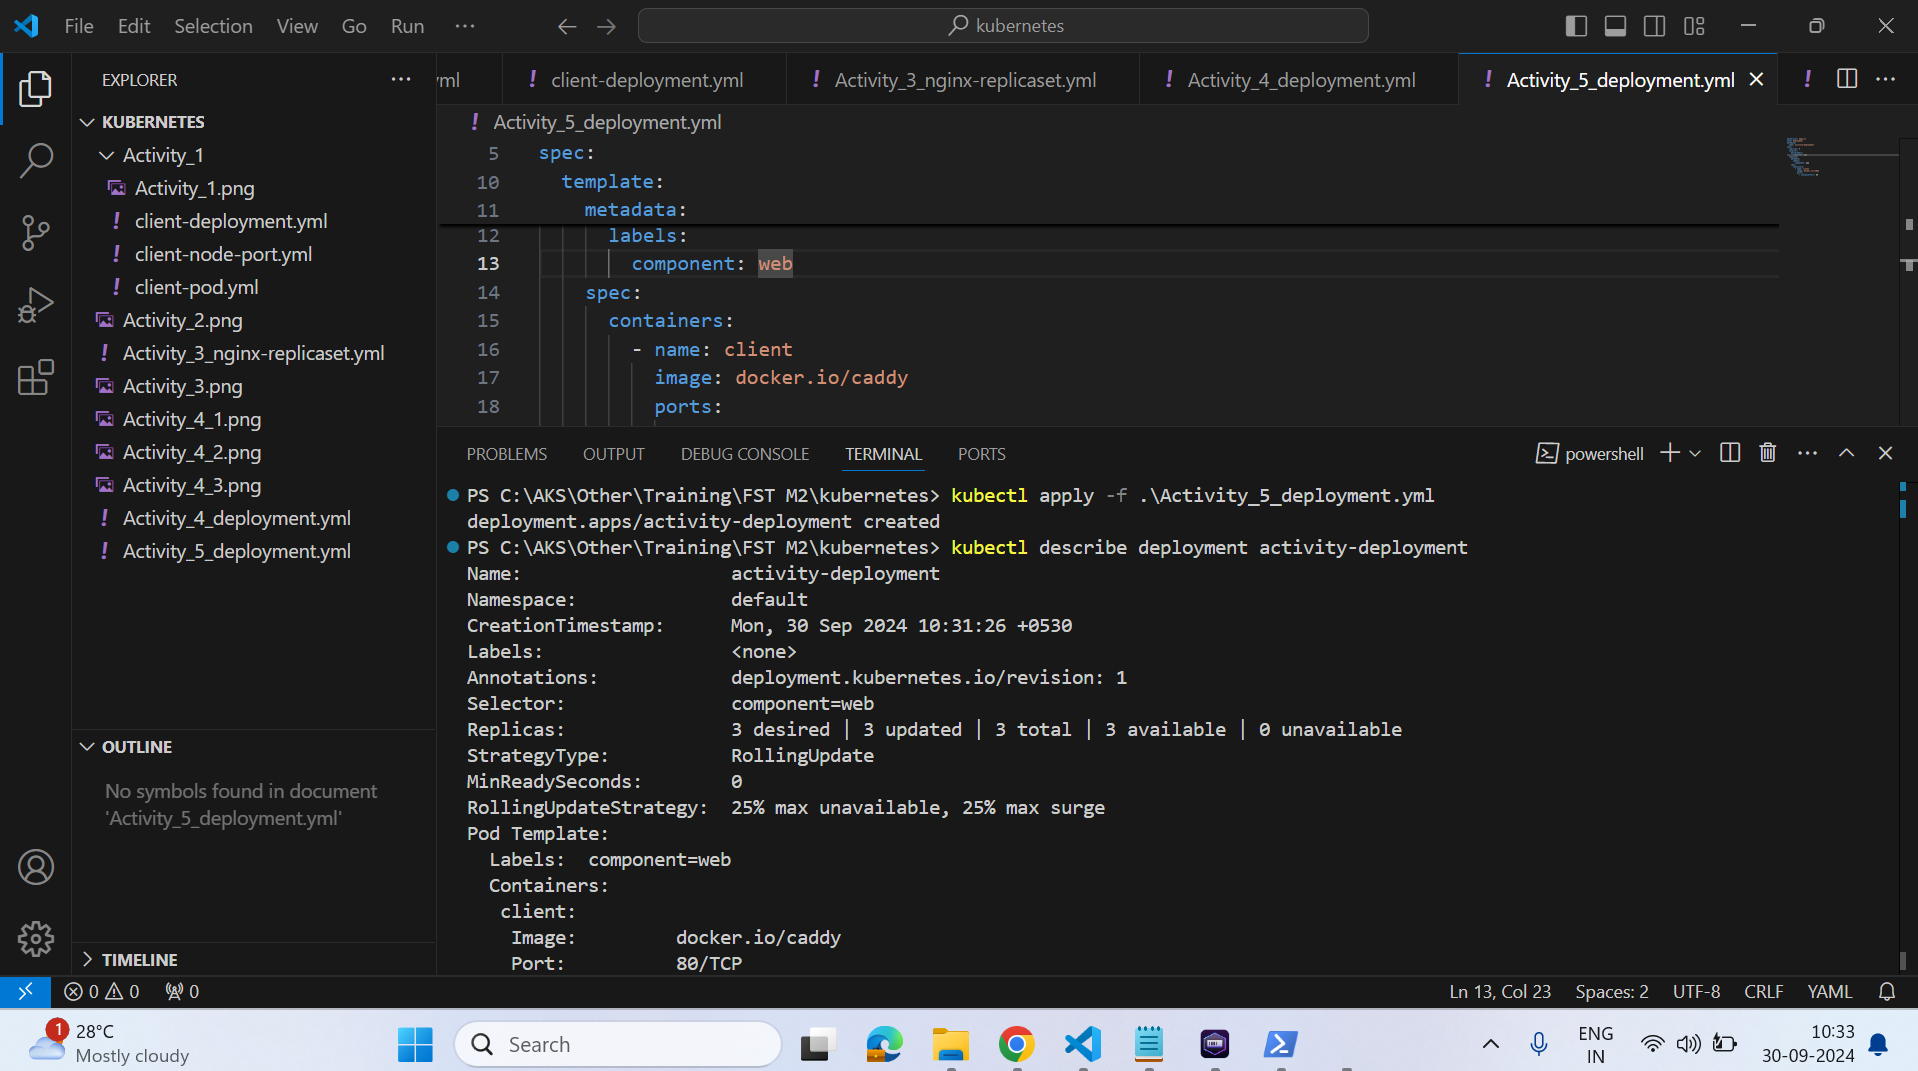 File Edit Selection View Go Run ···
kubernetes
EXPLORER ···
KUBERNETES
Activity_1
Activity_1.png
client-deployment.yml
client-node-port.yml
client-pod.yml
Activity_2.png
Activity_3_nginx-replicaset.yml
Activity_3.png
Activity_4_1.png
Activity_4_2.png
Activity_4_3.png
Activity_4_deployment.yml
Activity_5_deployment.yml
OUTLINE
No symbols found in document
'Activity_5_deployment.yml'
TIMELINE
yml ! client-deployment.yml ! Activity_3_nginx-replicaset.yml ! Activity_4_deployment.yml ! Activity_5_deployment.yml
! Activity_5_deployment.yml
5 spec:
10 template:
11 metadata:
12 labels:
13 component: web
14 spec:
15 containers:
16 - name: client
17 image: docker.io/caddy
18 ports:
PROBLEMS OUTPUT DEBUG CONSOLE TERMINAL PORTS powershell
PS C:\AKS\Other\Training\FST M2\kubernetes> kubectl apply -f .\Activity_5_deployment.yml
deployment.apps/activity-deployment created
PS C:\AKS\Other\Training\FST M2\kubernetes> kubectl describe deployment activity-deployment
Name: activity-deployment
Namespace: default
CreationTimestamp: Mon, 30 Sep 2024 10:31:26 +0530
Labels: <none>
Annotations: deployment.kubernetes.io/revision: 1
Selector: component=web
Replicas: 3 desired | 3 updated | 3 total | 3 available | 0 unavailable
StrategyType: RollingUpdate
MinReadySeconds: 0
RollingUpdateStrategy: 25% max unavailable, 25% max surge
Pod Template:
Labels: component=web
Containers:
client:
Image: docker.io/caddy
Port: 80/TCP
0 0 0 Ln 13, Col 23 Spaces: 2 UTF-8 CRLF YAML
1 28°C
Mostly cloudy
Search
ENG
IN
10:33
30-09-2024